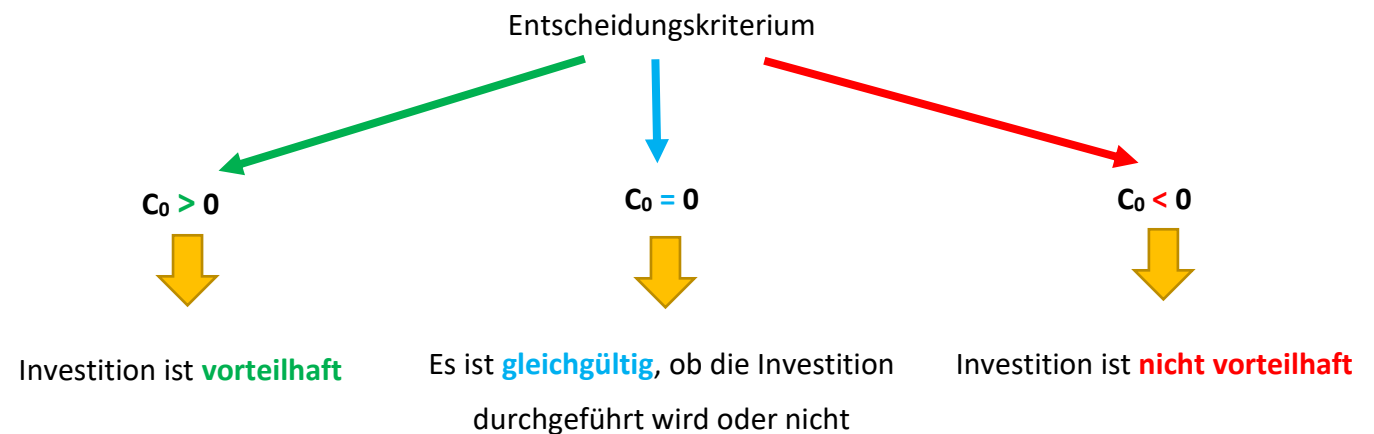 Entscheidungskriterium
C₀ > 0
C₀ = 0
C₀ < 0
Investition ist vorteilhaft
Es ist gleichgültig, ob die Investition
durchgeführt wird oder nicht
Investition ist nicht vorteilhaft